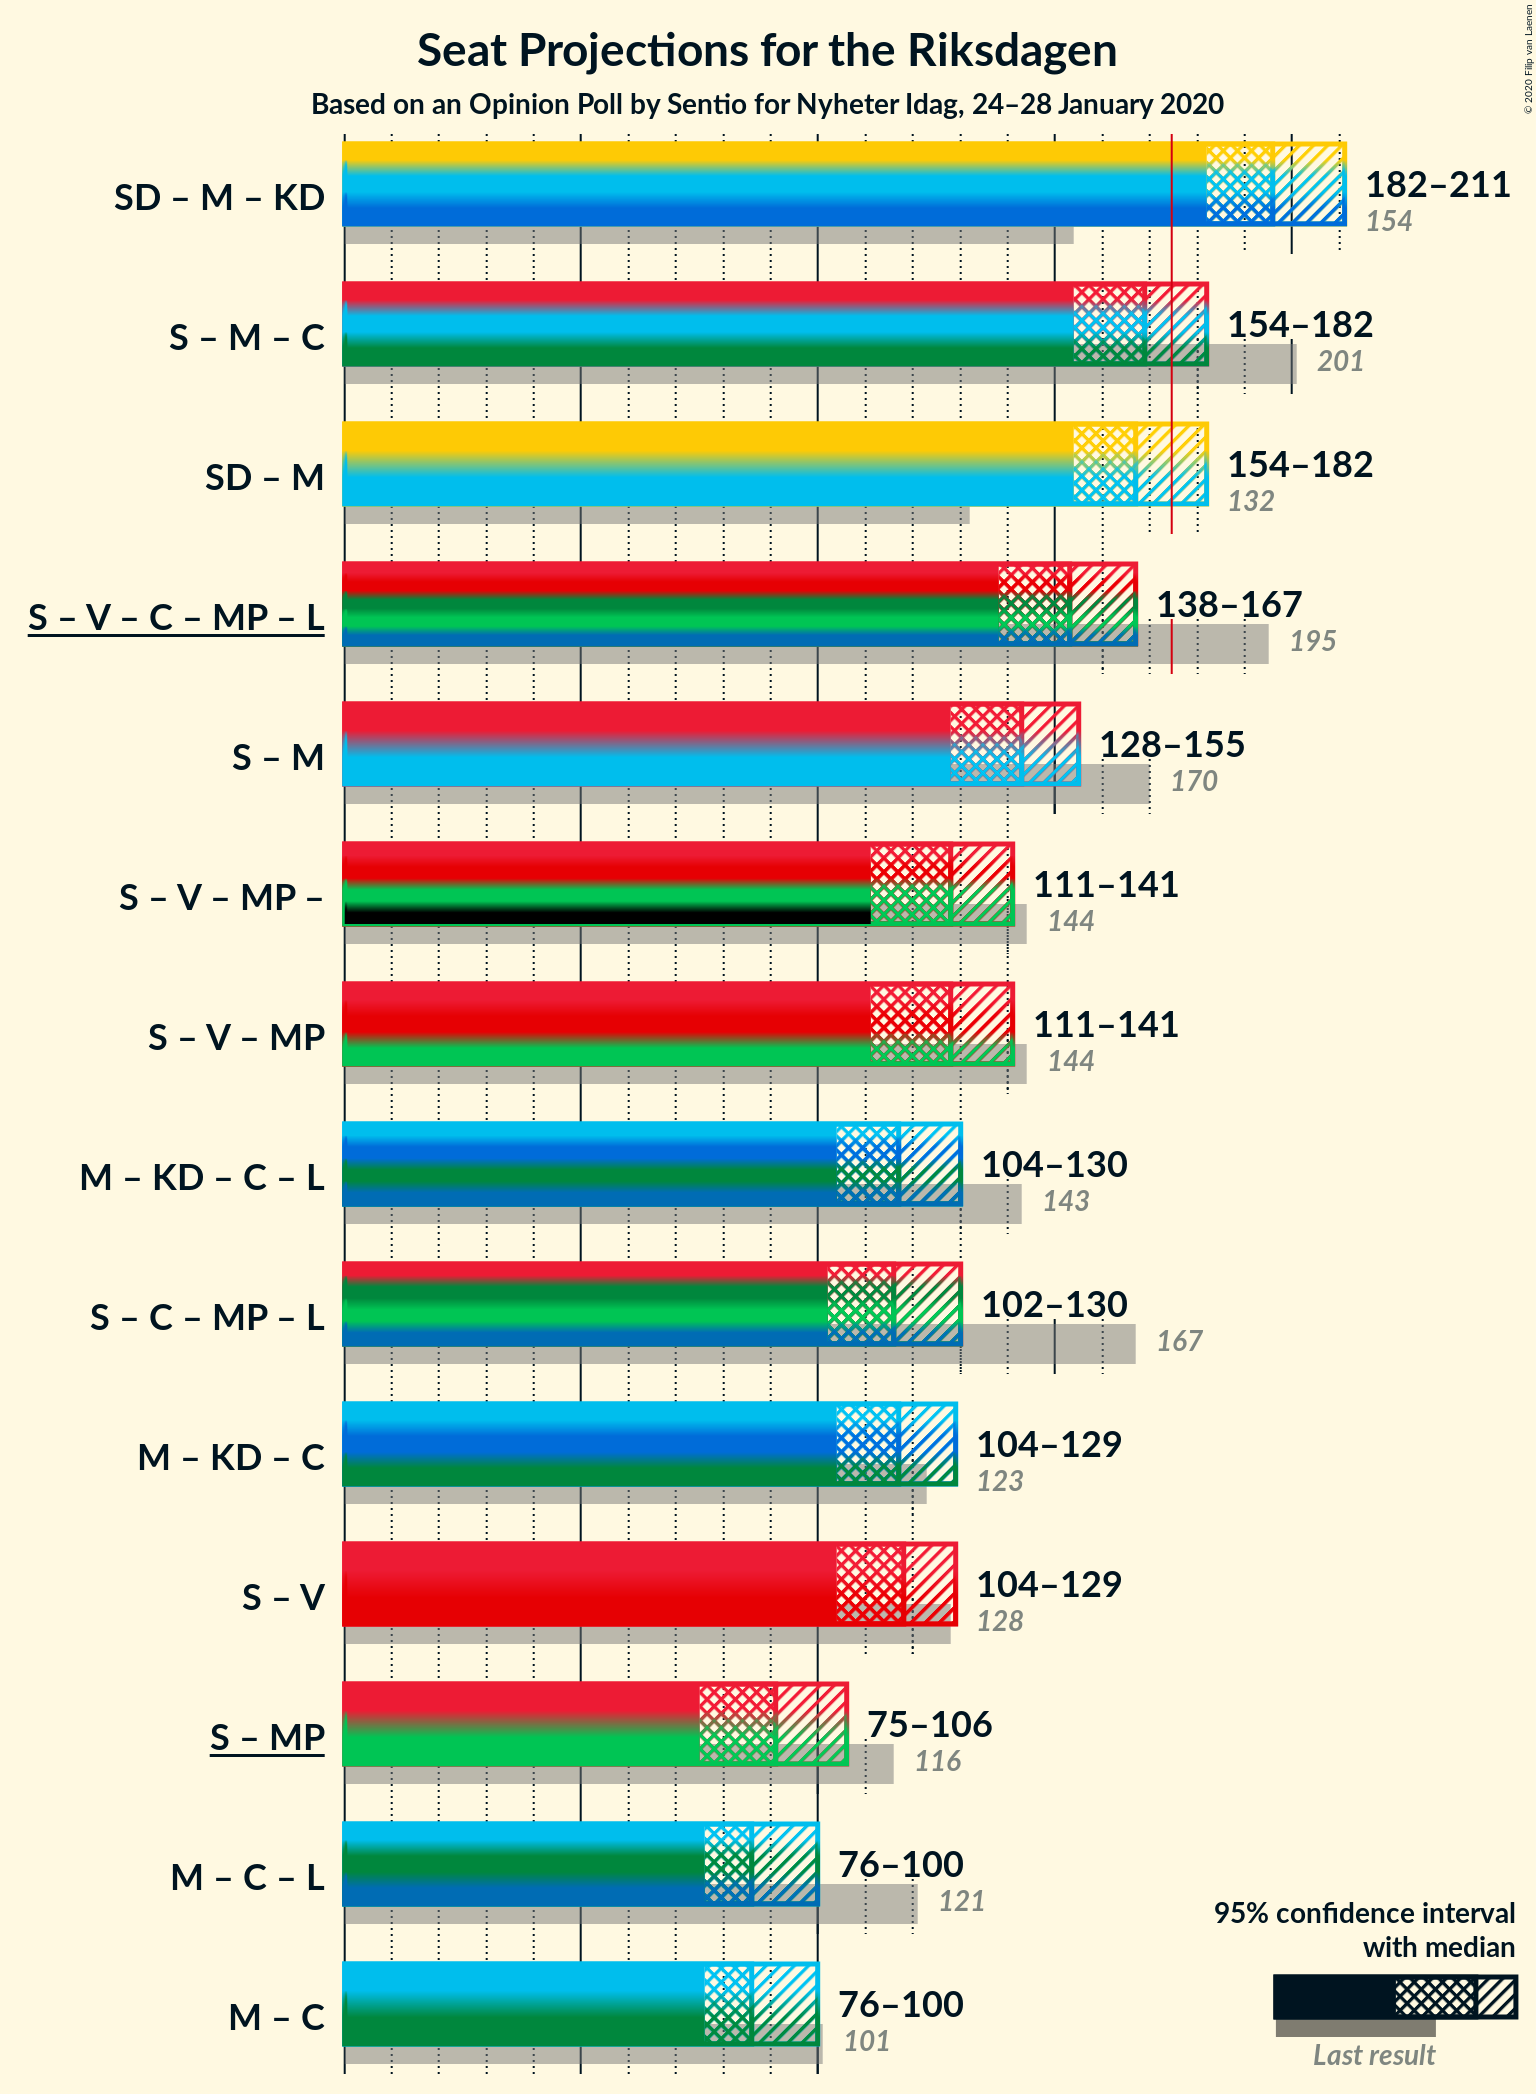 Seat Projections for the Riksdagen
Based on an Opinion Poll by Sentio for Nyheter Idag, 24–28 January 2020
© 2020 Filip van Laenen
SD – M – KD
182–211
154
S – M – C
154–182
201
SD – M
154–182
132
S – V – C – MP – L
138–167
195
S – M
128–155
170
S – V – MP –
111–141
144
S – V – MP
111–141
144
M – KD – C – L
104–130
143
S – C – MP – L
102–130
167
M – KD – C
104–129
123
S – V
104–129
128
S – MP
75–106
116
M – C – L
76–100
121
M – C
76–100
101
95% confidence interval
with median
Last result